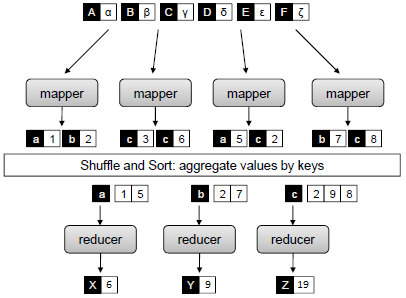 A α B β C γ D δ E ε F ζ
mapper mapper mapper mapper
a 1 b 2 c 3 c 6 a 5 c 2 b 7 c 8
Shuffle and Sort: aggregate values by keys
a 1 5 b 2 7 c 2 9 8
reducer reducer reducer
X 6 Y 9 Z 19